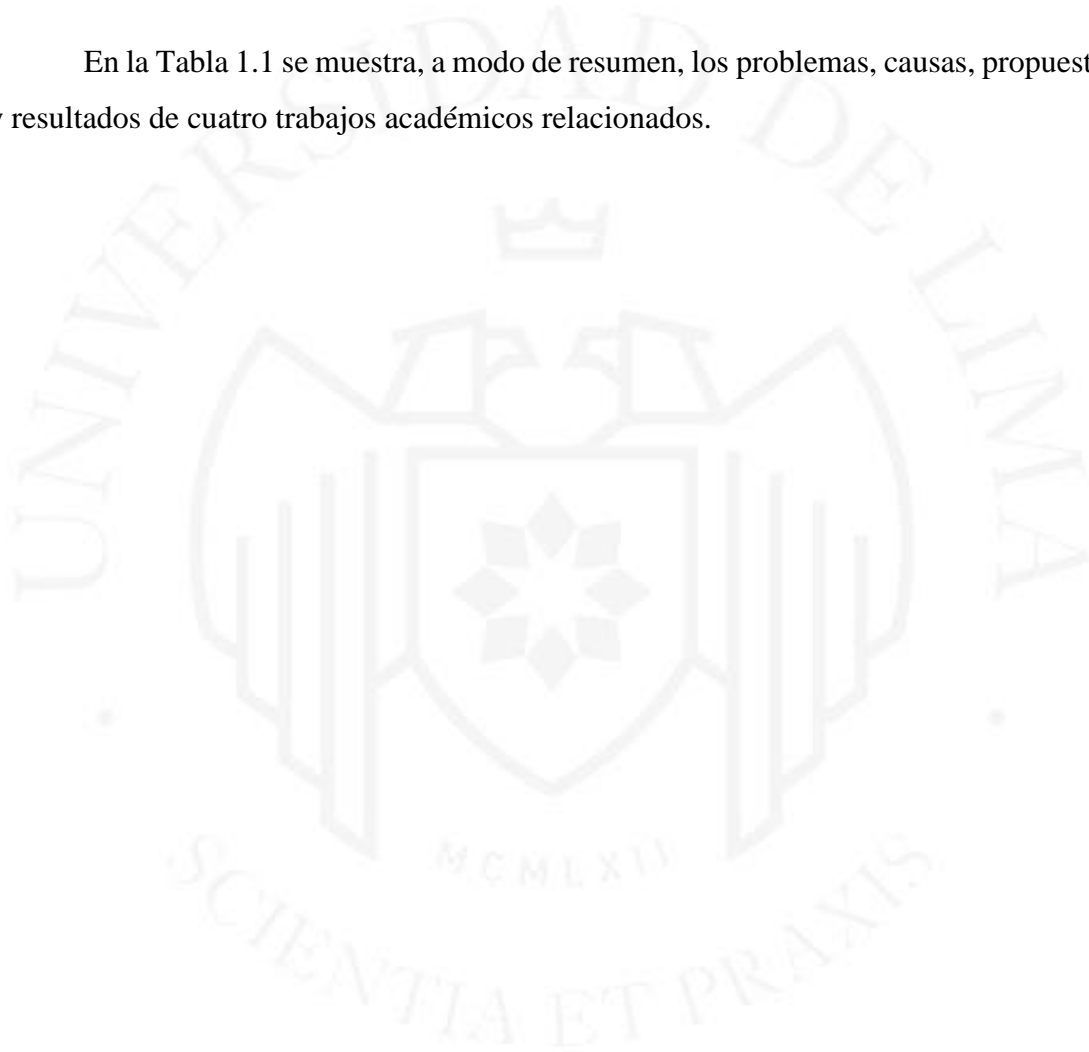 En la Tabla 1.1 se muestra, a modo de resumen, los problemas, causas, propuest
y resultados de cuatro trabajos académicos relacionados.
UNIVERSIDAD DE LIMA
MCMLXII
SCIENTIA ET PRAXIS